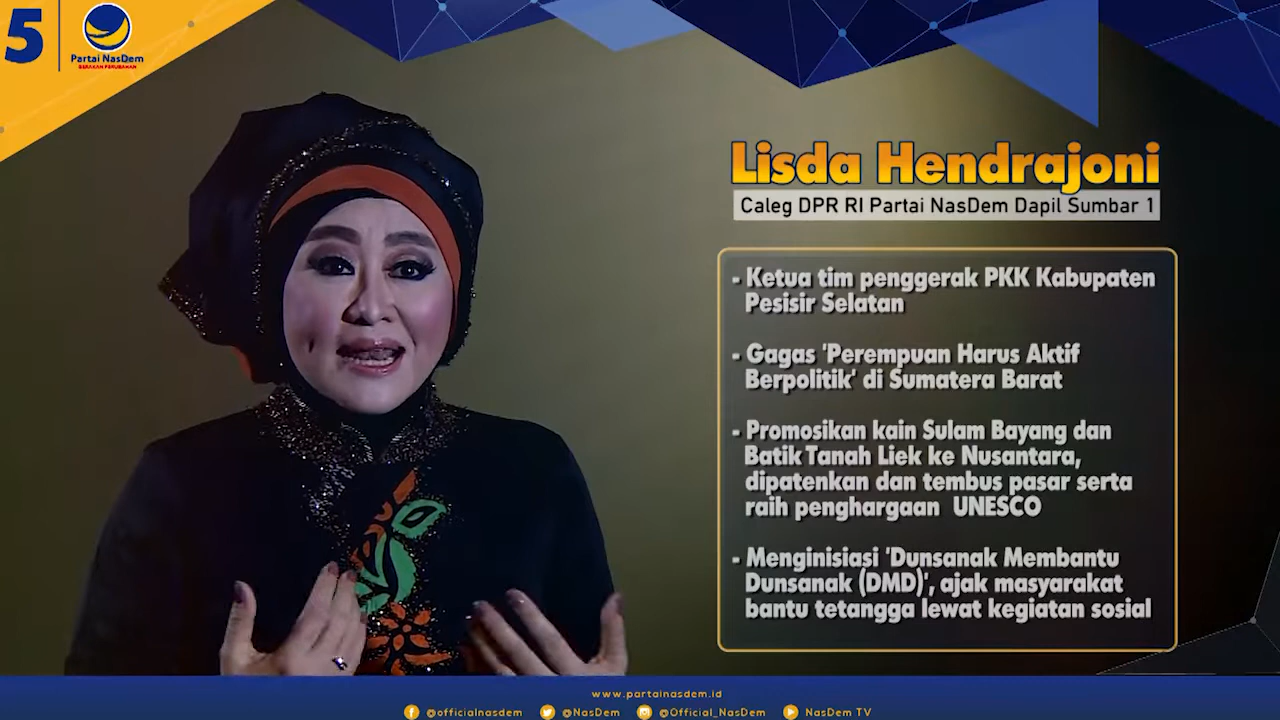 5
Partai NasDem
GERAKAN PERUBAHAN
Lisda Hendrajoni
Caleg DPR RI Partai NasDem Dapil Sumbar 1
- Ketua tim penggerak PKK Kabupaten
Pesisir Selatan
- Gagas 'Perempuan Harus Aktif
Berpolitik' di Sumatera Barat
- Promosikan kain Sulam Bayang dan
Batik Tanah Liek ke Nusantara,
dipatenkan dan tembus pasar serta
raih penghargaan UNESCO
- Menginisiasi 'Dunsanak Membantu
Dunsanak (DMD)', ajak masyarakat
bantu tetangga lewat kegiatan sosial
www.partainasdem.id
@officialnasdem @NasDem @Official_NasDem NasDem TV